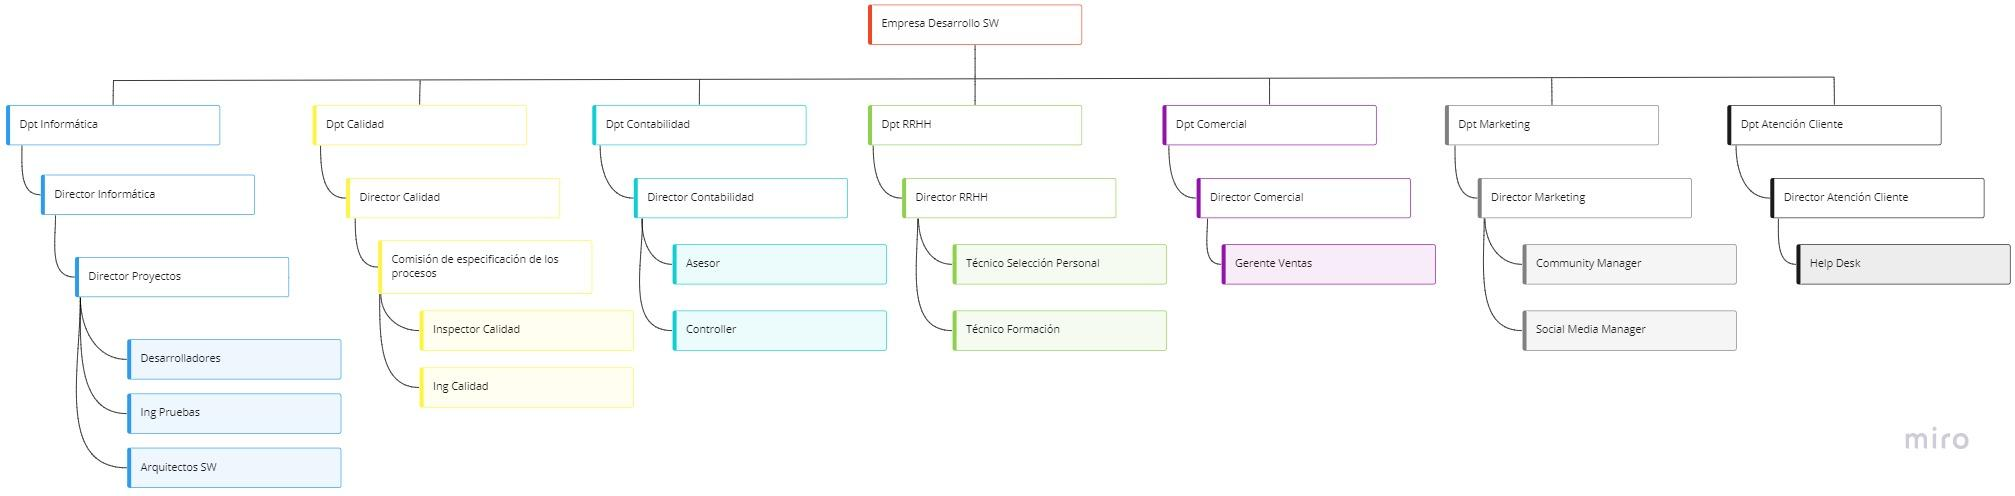 Empresa Desarrollo SW
Dpt Informática
Dpt Calidad
Dpt Contabilidad
Dpt RRHH
Dpt Comercial
Dpt Marketing
Dpt Atención Cliente
Director Informática
Director Calidad
Director Contabilidad
Director RRHH
Director Comercial
Director Marketing
Director Atención Cliente
Director Proyectos
Comisión de especificación de los
procesos
Asesor
Técnico Selección Personal
Gerente Ventas
Community Manager
Help Desk
Inspector Calidad
Controller
Técnico Formación
Social Media Manager
Desarrolladores
Ing Calidad
Ing Pruebas
Arquitectos SW
miro